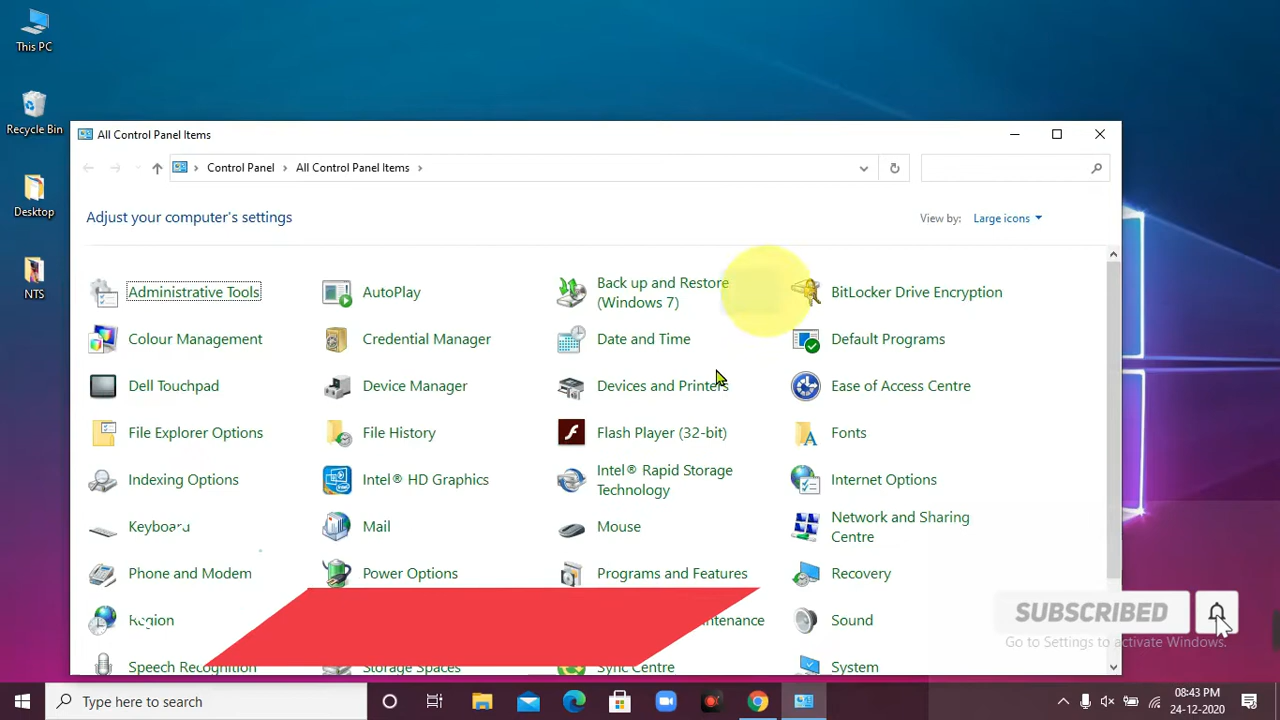 This PC
Recycle Bin
Desktop
NTS
All Control Panel Items
Control Panel > All Control Panel Items >
Adjust your computer's settings
View by: Large icons
Administrative Tools
AutoPlay
Back up and Restore
(Windows 7)
BitLocker Drive Encryption
Colour Management
Credential Manager
Date and Time
Default Programs
Dell Touchpad
Device Manager
Devices and Printers
Ease of Access Centre
File Explorer Options
File History
Flash Player (32-bit)
Fonts
Indexing Options
Intel® HD Graphics
Intel® Rapid Storage
Technology
Internet Options
Keyboard
Mail
Mouse
Network and Sharing
Centre
Phone and Modem
Power Options
Programs and Features
Recovery
Region
Sound
Speech Recognition
Storage Spaces
Sync Centre
System
SUBSCRIBED
Go to Settings to activate Windows.
Type here to search
08:43 PM
24-12-2020